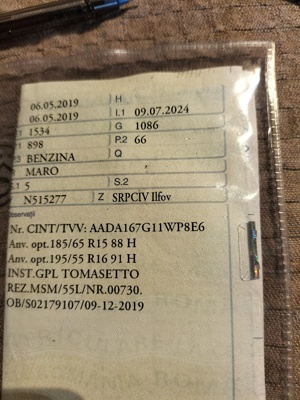 06.05.2019 H
06.05.2019 I.1 09.07.2024
1534 G 1086
898 P.2 66
BENZINA Q
MARO
5 S.2
N515277 Z SRPCIV Ilfov
Nr. CINT/TVV: AADA167G11WP8E6
Anv. opt.185/65 R15 88 H
Anv. opt.195/55 R16 91 H
INST.GPL TOMASETTO
REZ.MSM/55L/NR.00730.
OB/S02179107/09-12-2019